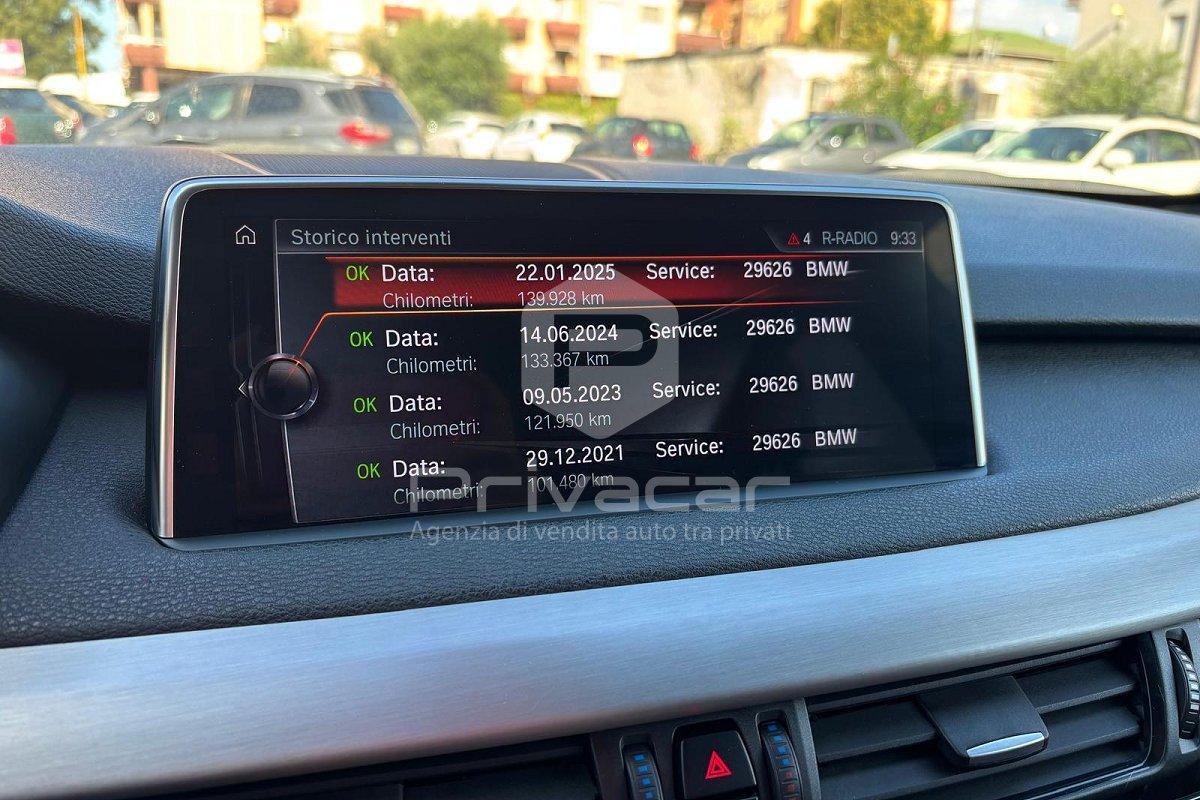 Storico interventi
4 R-RADIO 9:33
OK Data: 22.01.2025 Service: 29626 BMW
Chilometri: 139.928 km
OK Data: 14.06.2024 Service: 29626 BMW
Chilometri: 133.367 km
OK Data: 09.05.2023 Service: 29626 BMW
Chilometri: 121.950 km
OK Data: 29.12.2021 Service: 29626 BMW
Chilometri: 101.480 km
Privacar
Agenzia di vendita auto tra privati